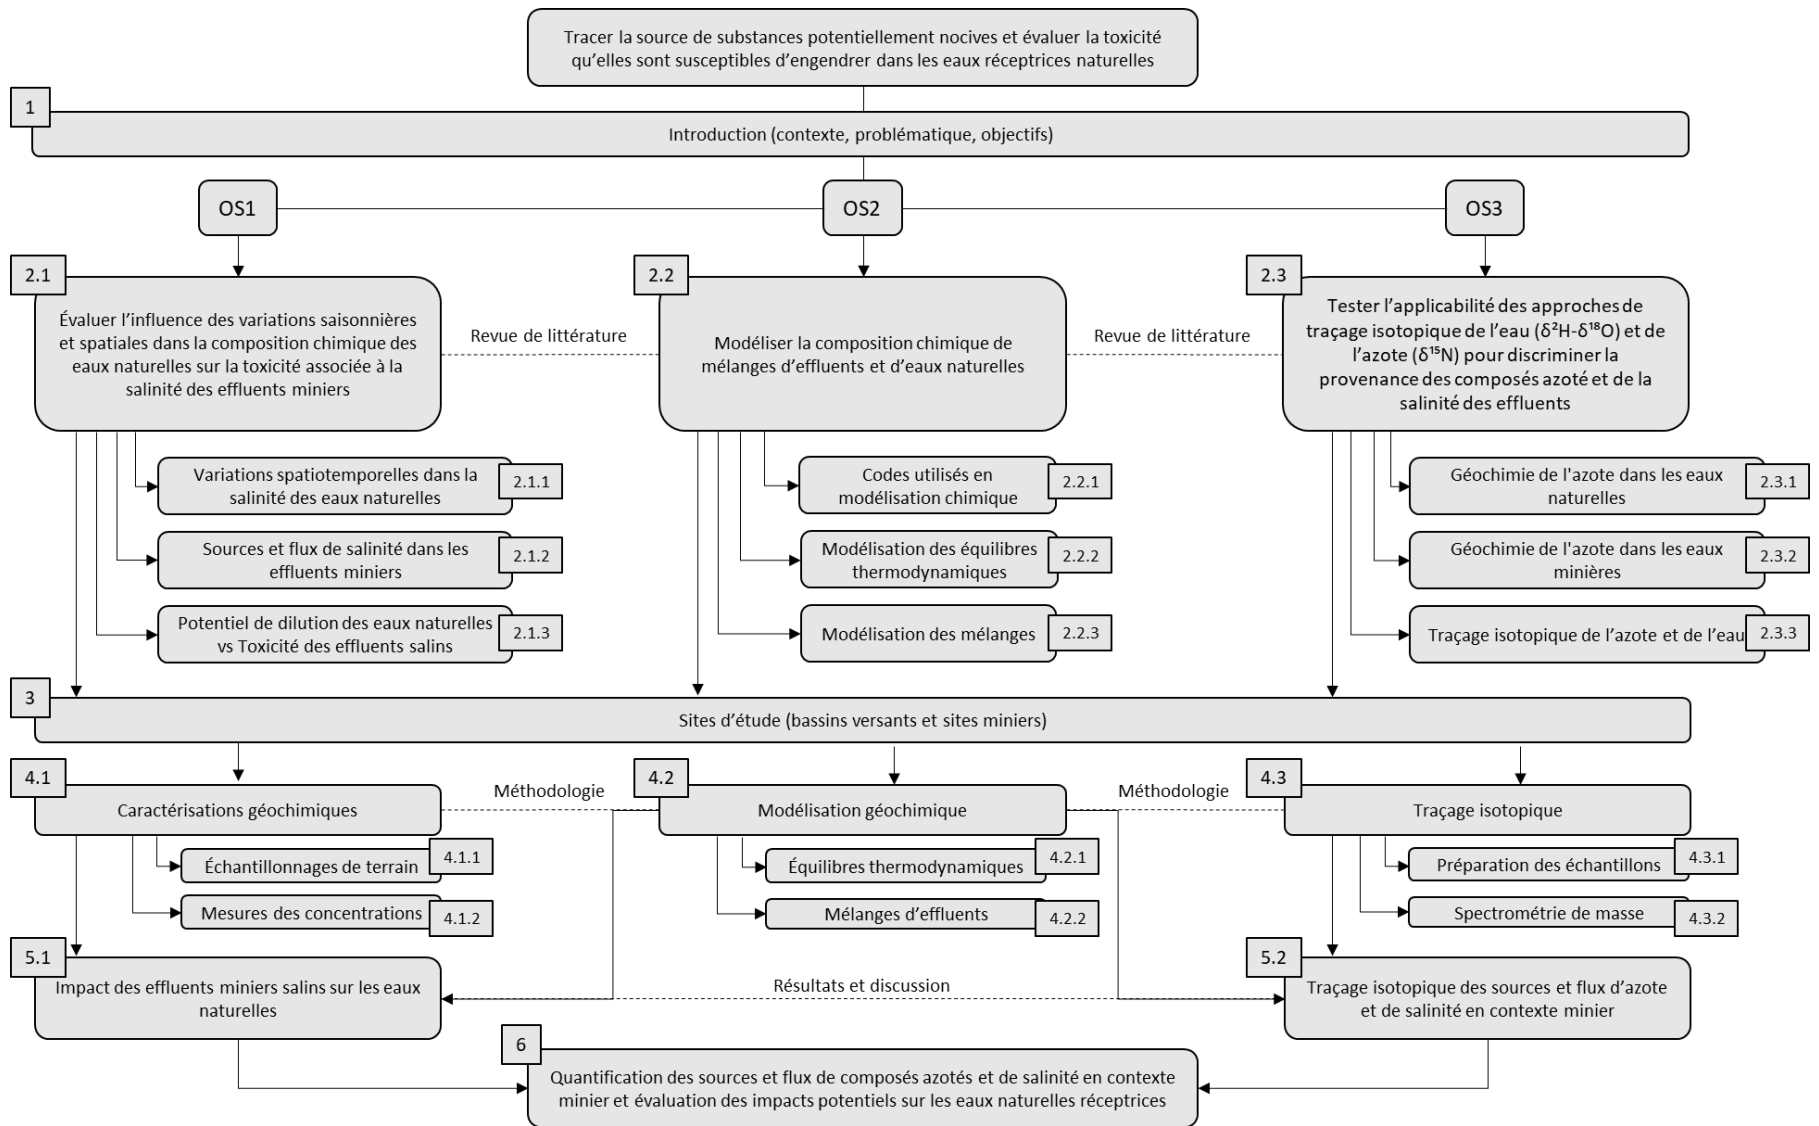 Tracer la source de substances potentiellement nocives et évaluer la toxicité
qu’elles sont susceptibles d’engendrer dans les eaux réceptrices naturelles
1
Introduction (contexte, problématique, objectifs)
OS1
OS2
OS3
2.1
Évaluer l’influence des variations saisonnières
et spatiales dans la composition chimique des
eaux naturelles sur la toxicité associée à la
salinité des effluents miniers
Revue de littérature
2.2
Modéliser la composition chimique de
mélanges d’effluents et d’eaux naturelles
Revue de littérature
2.3
Tester l’applicabilité des approches de
traçage isotopique de l’eau (δ²H-δ¹⁸O) et de
l’azote (δ¹⁵N) pour discriminer la
provenance des composés azoté et de la
salinité des effluents
Variations spatiotemporelles dans la
salinité des eaux naturelles
2.1.1
Sources et flux de salinité dans les
effluents miniers
2.1.2
Potentiel de dilution des eaux naturelles
vs Toxicité des effluents salins
2.1.3
Codes utilisés en
modélisation chimique
2.2.1
Modélisation des équilibres
thermodynamiques
2.2.2
Modélisation des mélanges
2.2.3
Géochimie de l'azote dans les eaux
naturelles
2.3.1
Géochimie de l'azote dans les eaux
minières
2.3.2
Traçage isotopique de l’azote et de l’eau
2.3.3
3
Sites d’étude (bassins versants et sites miniers)
4.1
Caractérisations géochimiques
Méthodologie
4.2
Modélisation géochimique
Méthodologie
4.3
Traçage isotopique
Échantillonnages de terrain
4.1.1
Mesures des concentrations
4.1.2
Équilibres thermodynamiques
4.2.1
Mélanges d’effluents
4.2.2
Préparation des échantillons
4.3.1
Spectrométrie de masse
4.3.2
5.1
Impact des effluents miniers salins sur les eaux
naturelles
Résultats et discussion
5.2
Traçage isotopique des sources et flux d’azote
et de salinité en contexte minier
6
Quantification des sources et flux de composés azotés et de salinité en contexte
minier et évaluation des impacts potentiels sur les eaux naturelles réceptrices